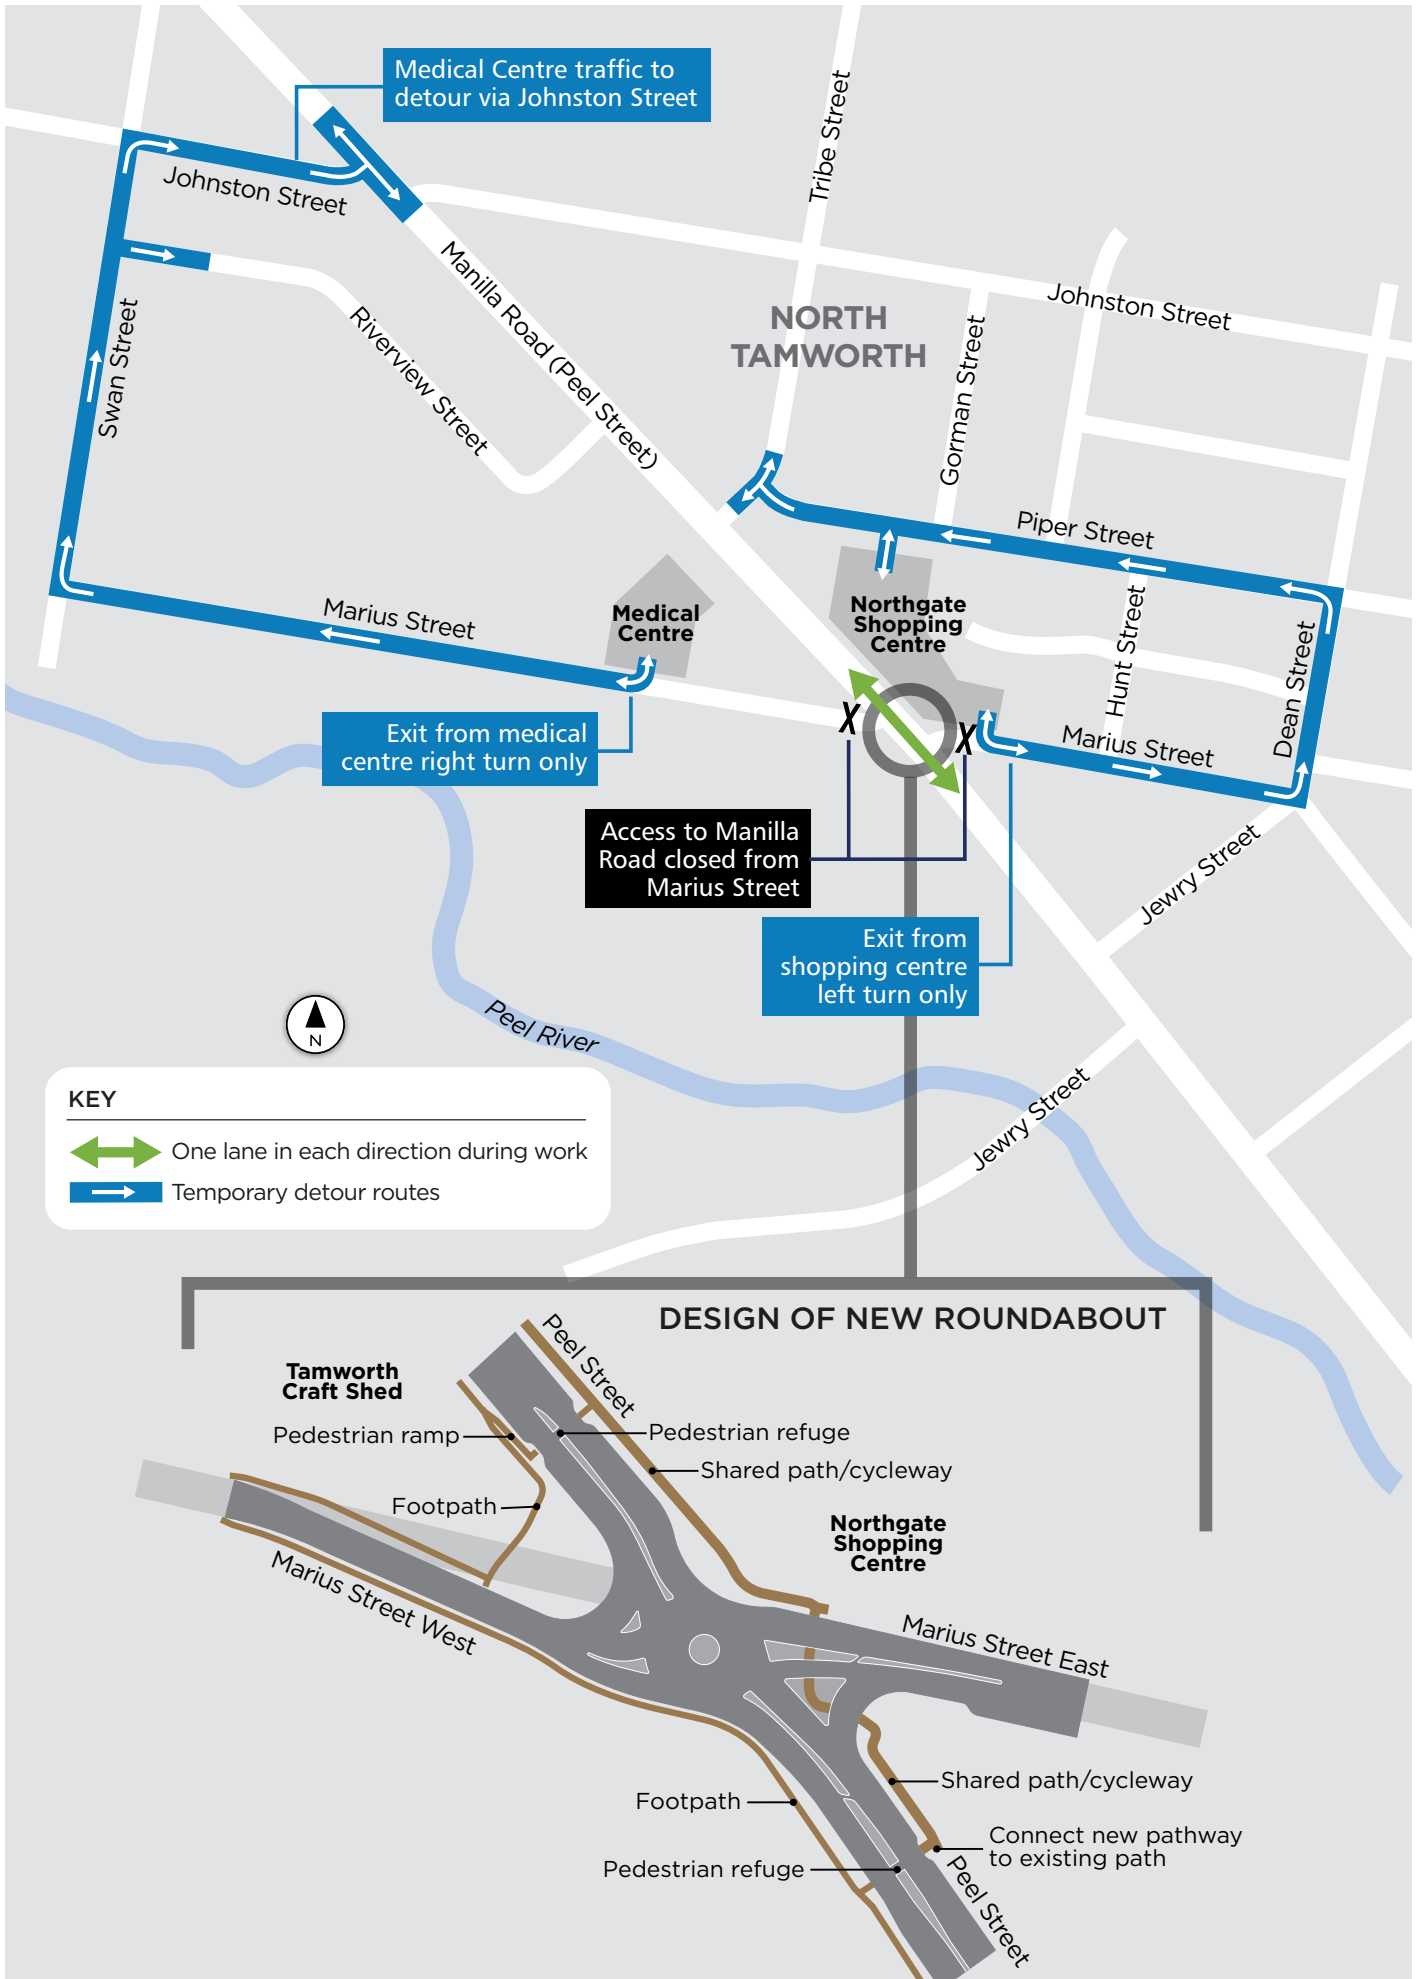 Medical Centre traffic to
detour via Johnston Street
Tribe Street
Johnston Street
Manilla Road (Peel Street)
Johnston Street
NORTH
TAMWORTH
Swan Street
Riverview Street
Gorman Street
Piper Street
Marius Street
Medical
Centre
Northgate
Shopping
Centre
Hunt Street
Dean Street
Exit from medical
centre right turn only
X
X
Marius Street
Access to Manilla
Road closed from
Marius Street
Jewry Street
Exit from
shopping centre
left turn only
N
Peel River
Jewry Street
KEY
One lane in each direction during work
Temporary detour routes
DESIGN OF NEW ROUNDABOUT
Peel Street
Tamworth
Craft Shed
Pedestrian ramp
Pedestrian refuge
Shared path/cycleway
Footpath
Northgate
Shopping
Centre
Marius Street West
Marius Street East
Shared path/cycleway
Footpath
Connect new pathway
to existing path
Pedestrian refuge
Peel Street